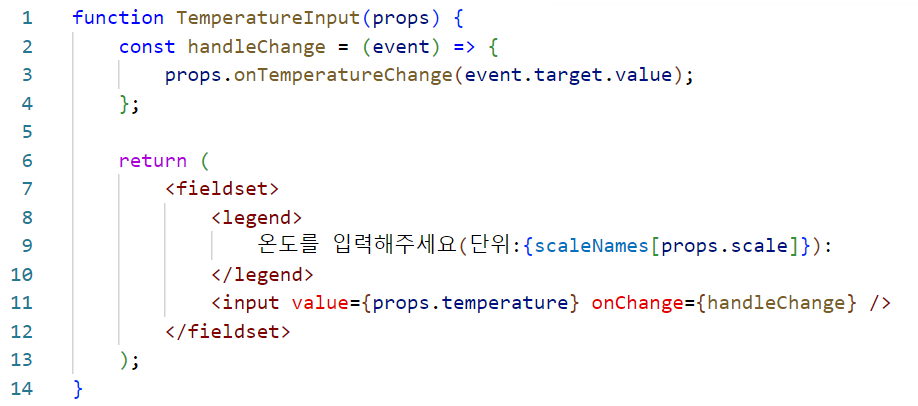 1 function TemperatureInput(props) {
2     const handleChange = (event) => {
3         props.onTemperatureChange(event.target.value);
4     };
5
6     return (
7         <fieldset>
8             <legend>
9                 온도를 입력해주세요(단위:{scaleNames[props.scale]}):
10             </legend>
11             <input value={props.temperature} onChange={handleChange} />
12         </fieldset>
13     );
14 }